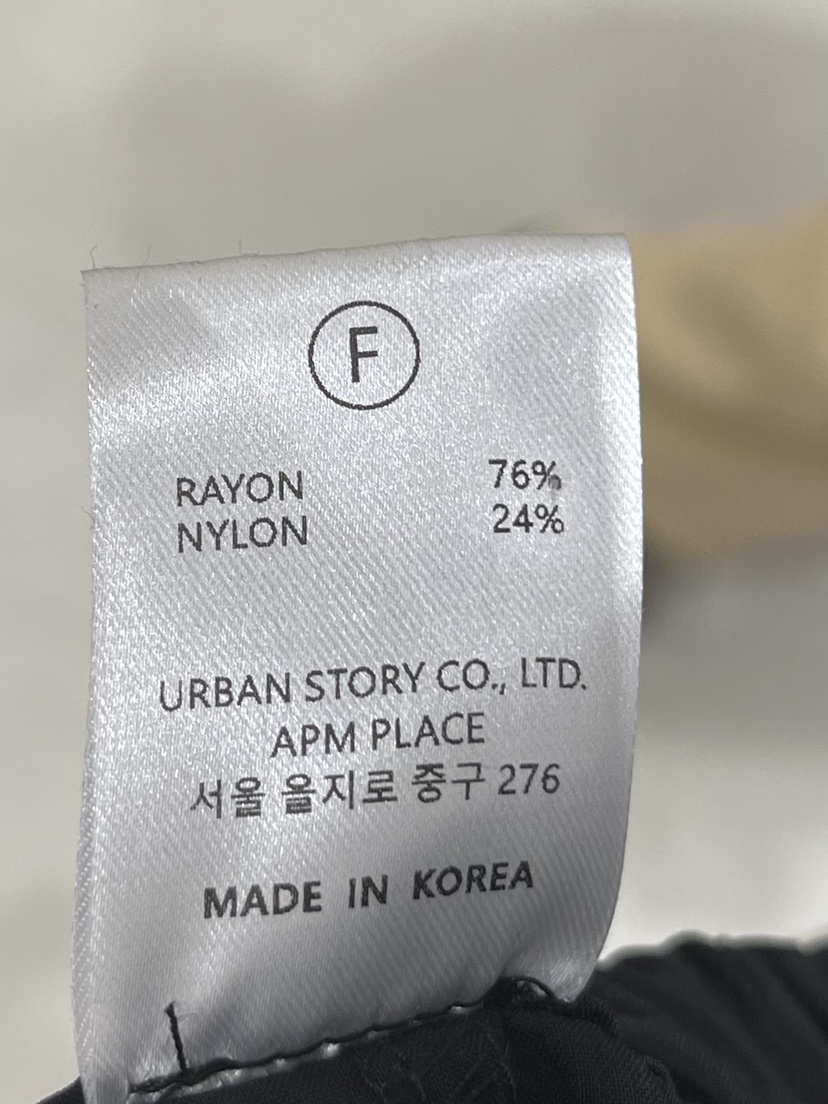 F
RAYON 76%
NYLON 24%
URBAN STORY CO., LTD.
APM PLACE
서울 을지로 중구 276
MADE IN KOREA